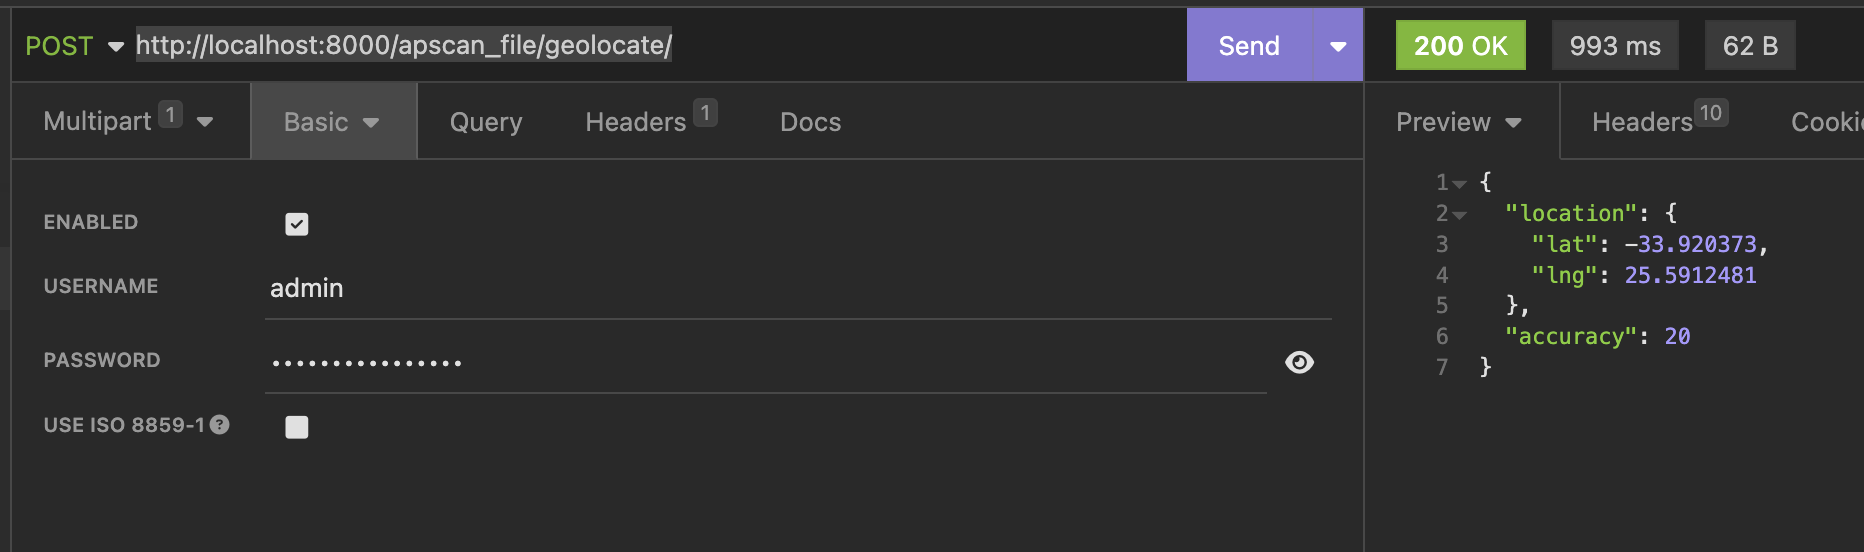 POST http://localhost:8000/apscan_file/geolocate/ Send 200 OK 993 ms 62 B
Multipart 1 Basic Query Headers 1 Docs Preview Headers 10 Cooki
ENABLED
USERNAME admin
PASSWORD ••••••••••••••••
USE ISO 8859-1 ?
1 {
2 "location": {
3 "lat": -33.920373,
4 "lng": 25.5912481
5 },
6 "accuracy": 20
7 }